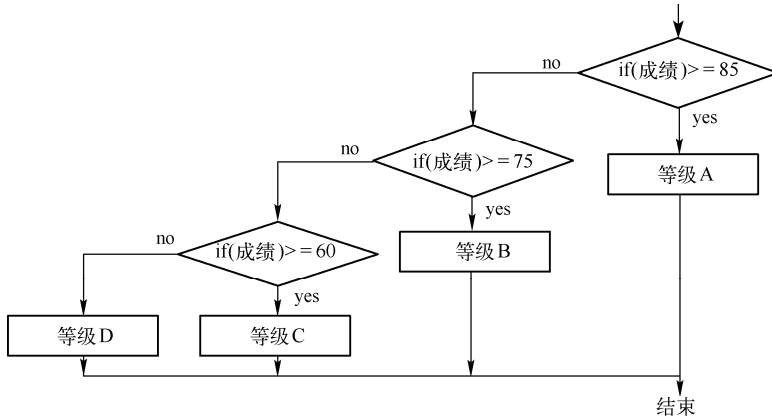 if(成绩)>=85
no
yes
if(成绩)>=75
no
等级A
yes
if(成绩)>=60
no
等级B
yes
等级D
等级C
结束